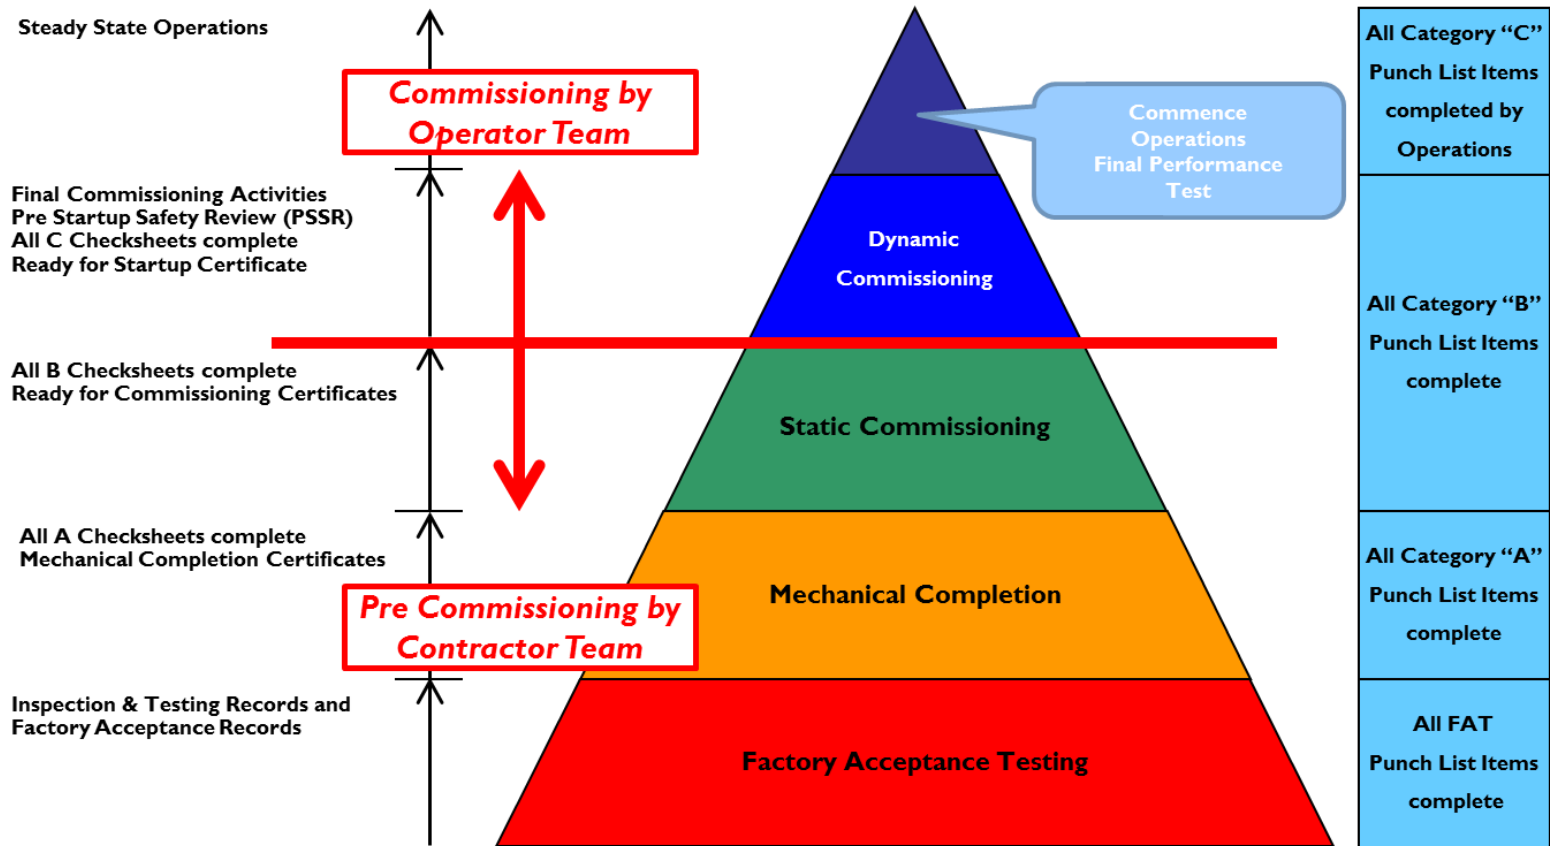 Steady State Operations
Commissioning by
Operator Team
Final Commissioning Activities
Pre Startup Safety Review (PSSR)
All C Checksheets complete
Ready for Startup Certificate
All B Checksheets complete
Ready for Commissioning Certificates
All A Checksheets complete
Mechanical Completion Certificates
Pre Commissioning by
Contractor Team
Inspection & Testing Records and
Factory Acceptance Records
Commence
Operations
Final Performance
Test
Dynamic
Commissioning
Static Commissioning
Mechanical Completion
Factory Acceptance Testing
All Category “C”
Punch List Items
completed by
Operations
All Category “B”
Punch List Items
complete
All Category “A”
Punch List Items
complete
All FAT
Punch List Items
complete